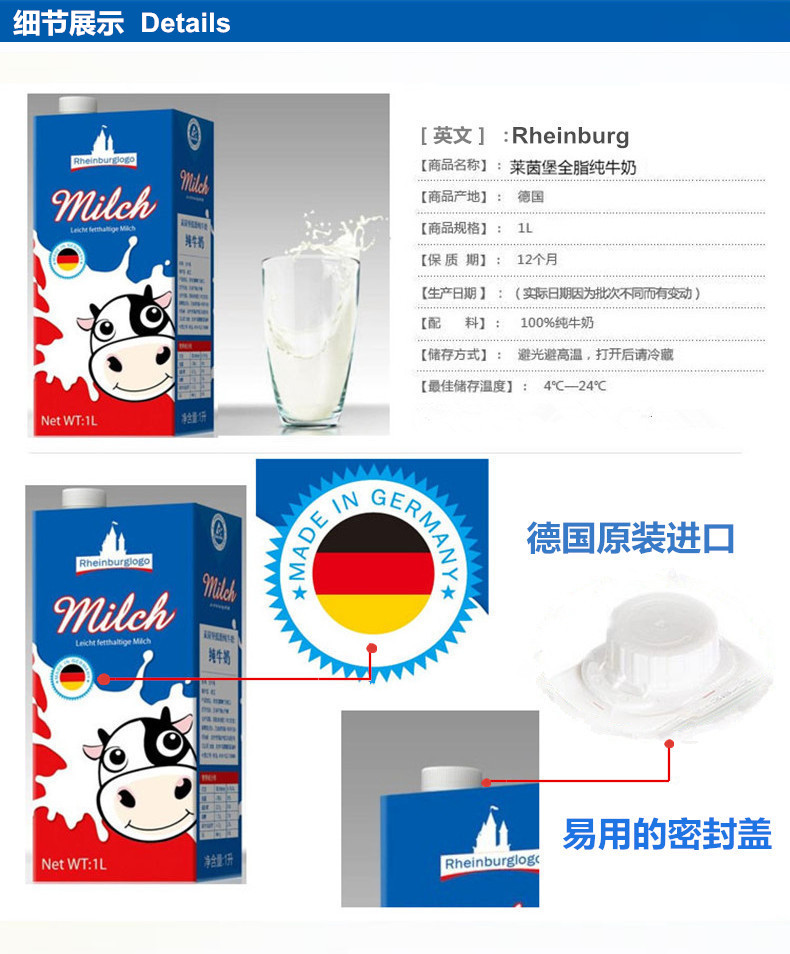 细节展示 Details
Rheinburglogo
Milch
Leicht fetthaltige Milch
Net WT:1L
Milch
纯牛奶
净含量:1升
[ 英文 ] :Rheinburg
【商品名称】: 莱茵堡全脂纯牛奶
【商品产地】: 德国
【商品规格】: 1L
【保 质 期】: 12个月
【生产日期】: (实际日期因为批次不同而有变动)
【配 料】: 100%纯牛奶
【储存方式】: 避光避高温，打开后请冷藏
【最佳储存温度】: 4℃—24℃
Rheinburglogo
Milch
Leicht fetthaltige Milch
MADE IN GERMANY
Net WT:1L
Milch
纯牛奶
净含量:1升
★MADE IN GERMANY★
德国原装进口
Rheinburglogo
易用的密封盖